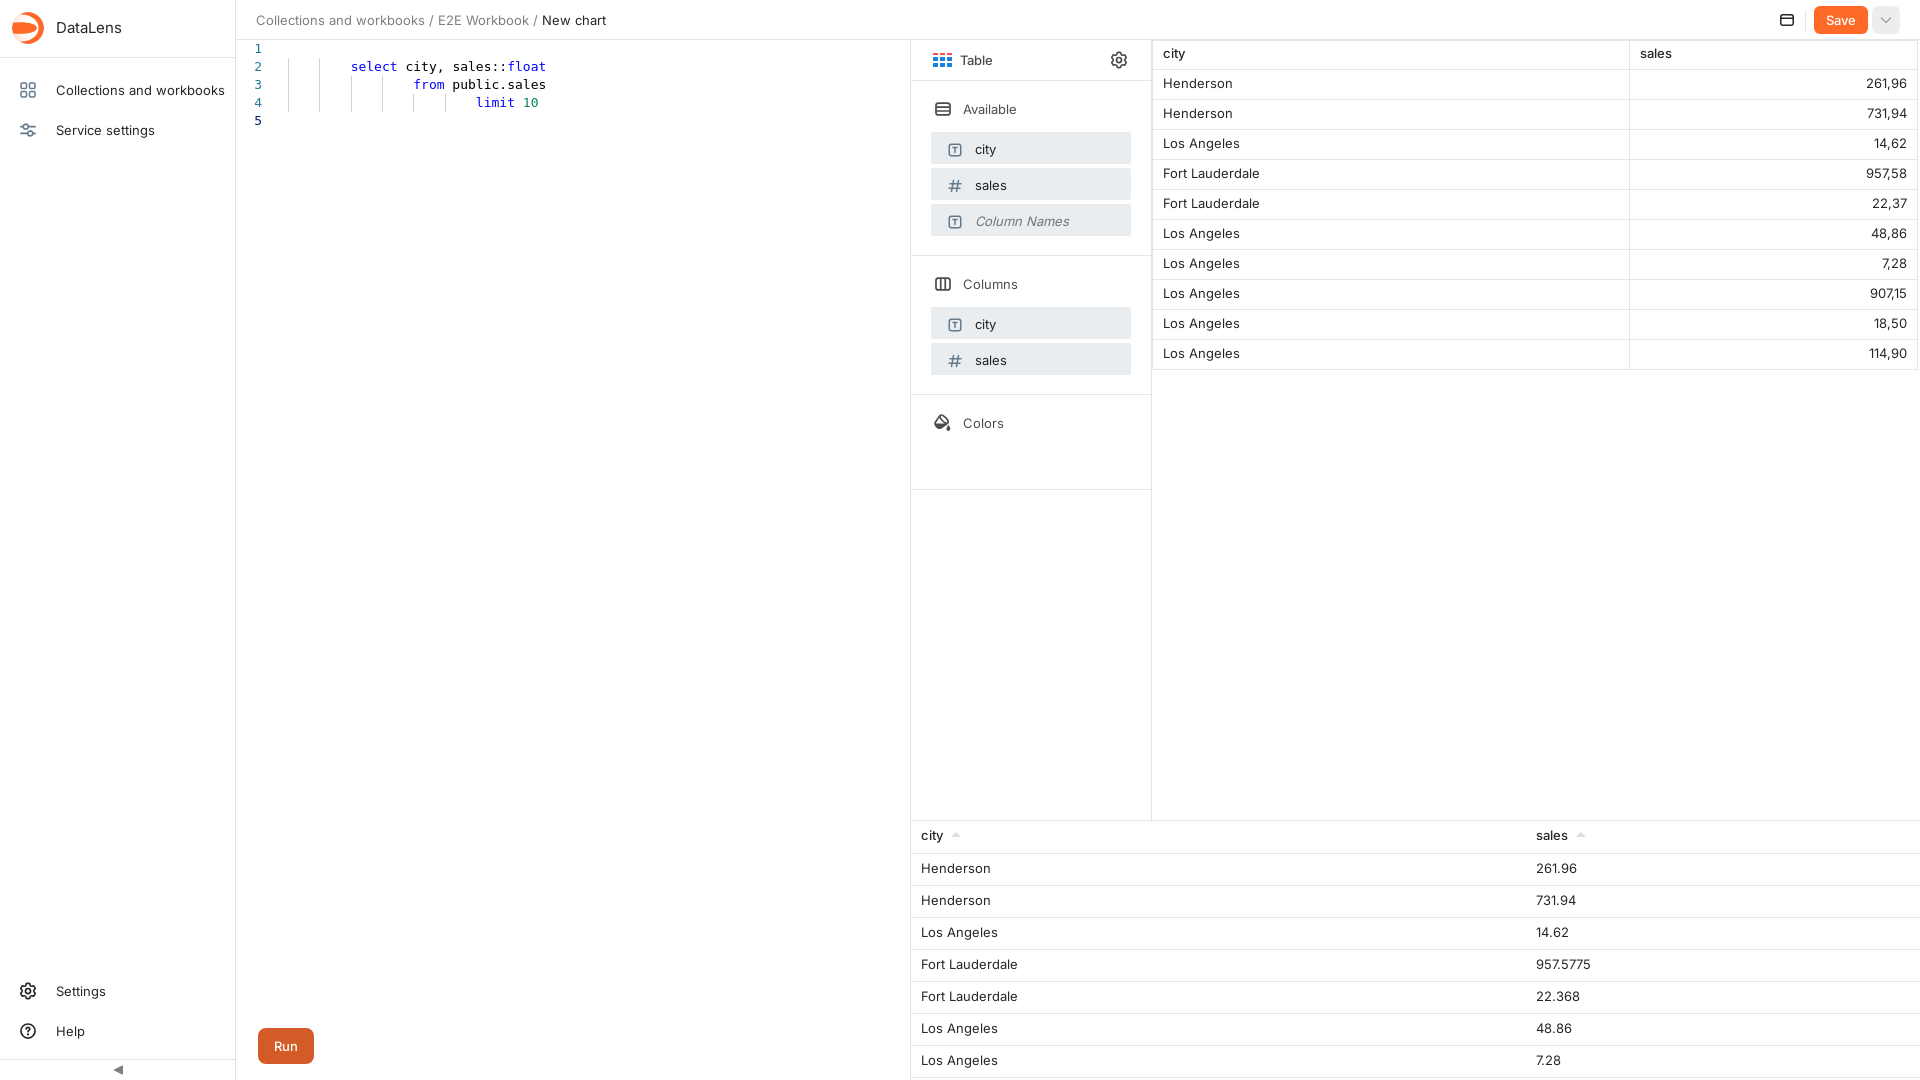 DataLens
Collections and workbooks
Service settings
Settings
Help
Collections and workbooks / E2E Workbook / New chart
Save
1
2 select city, sales::float
3 from public.sales
4 limit 10
5
Run
Table
Available
city
sales
Column Names
Columns
city
sales
Colors
city sales
Henderson 261,96
Henderson 731,94
Los Angeles 14,62
Fort Lauderdale 957,58
Fort Lauderdale 22,37
Los Angeles 48,86
Los Angeles 7,28
Los Angeles 907,15
Los Angeles 18,50
Los Angeles 114,90
city sales
Henderson 261.96
Henderson 731.94
Los Angeles 14.62
Fort Lauderdale 957.5775
Fort Lauderdale 22.368
Los Angeles 48.86
Los Angeles 7.28